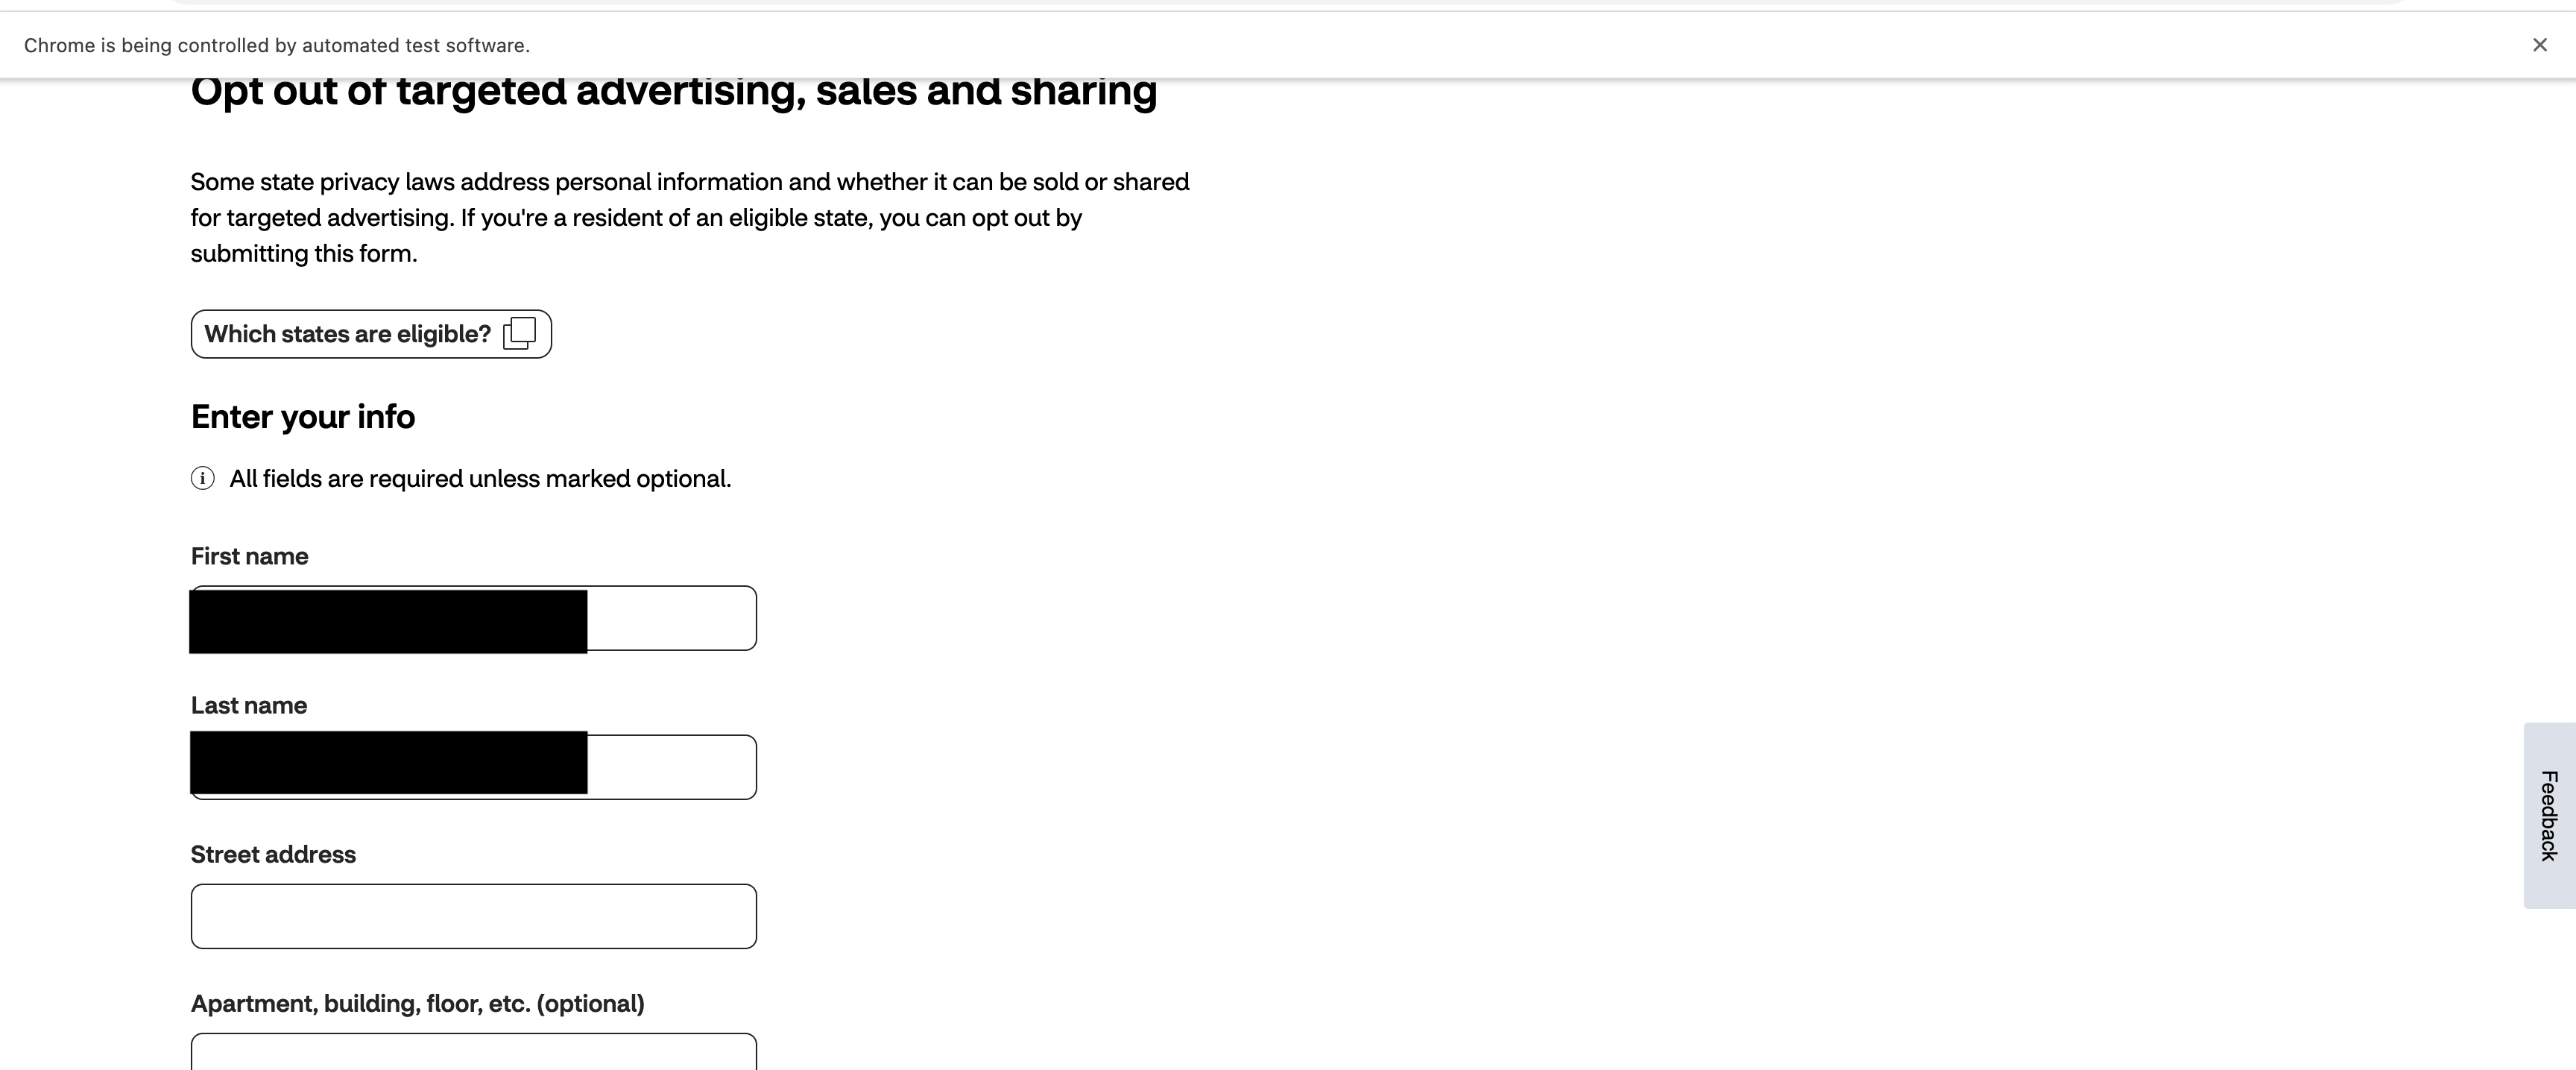 Chrome is being controlled by automated test software.
Opt out of targeted advertising, sales and sharing
Some state privacy laws address personal information and whether it can be sold or shared
for targeted advertising. If you're a resident of an eligible state, you can opt out by
submitting this form.
Which states are eligible?
Enter your info
All fields are required unless marked optional.
First name
Last name
Street address
Apartment, building, floor, etc. (optional)
Feedback